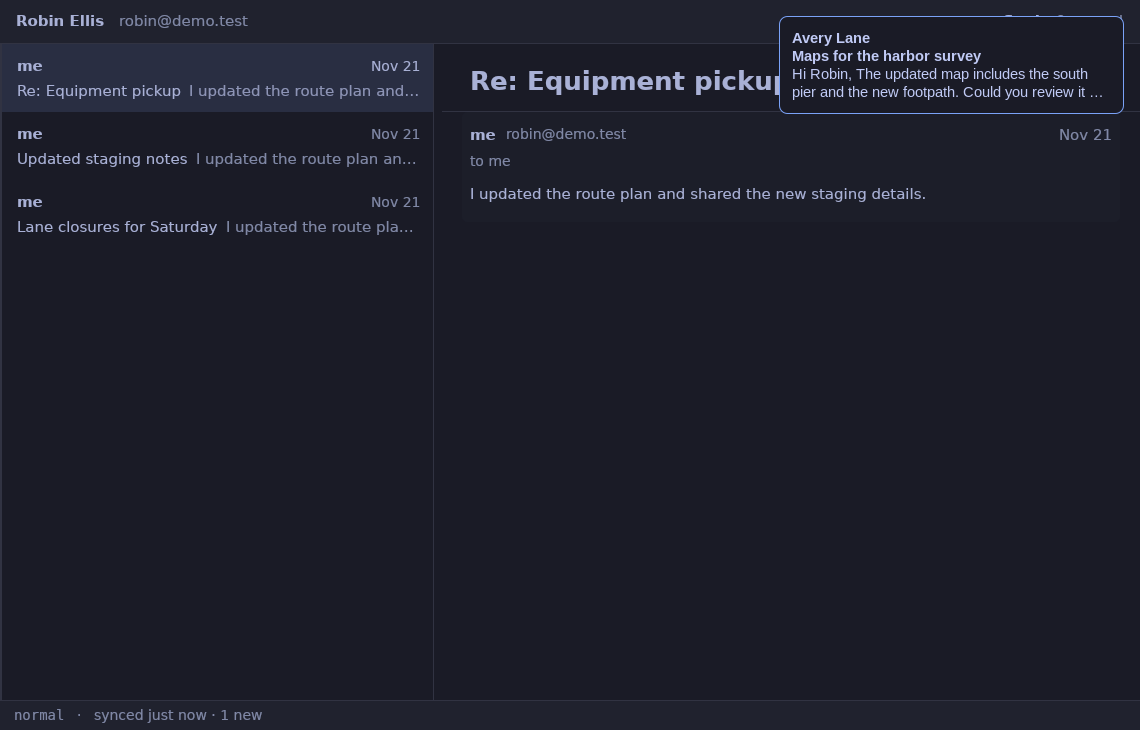 Robin Ellis robin@demo.test
Avery Lane
Maps for the harbor survey
Hi Robin, The updated map includes the south
pier and the new footpath. Could you review it …
me Nov 21
Re: Equipment pickup I updated the route plan and…
me Nov 21
Updated staging notes I updated the route plan an…
me Nov 21
Lane closures for Saturday I updated the route pla…
Re: Equipment pickup
me robin@demo.test Nov 21
to me
I updated the route plan and shared the new staging details.
normal · synced just now · 1 new